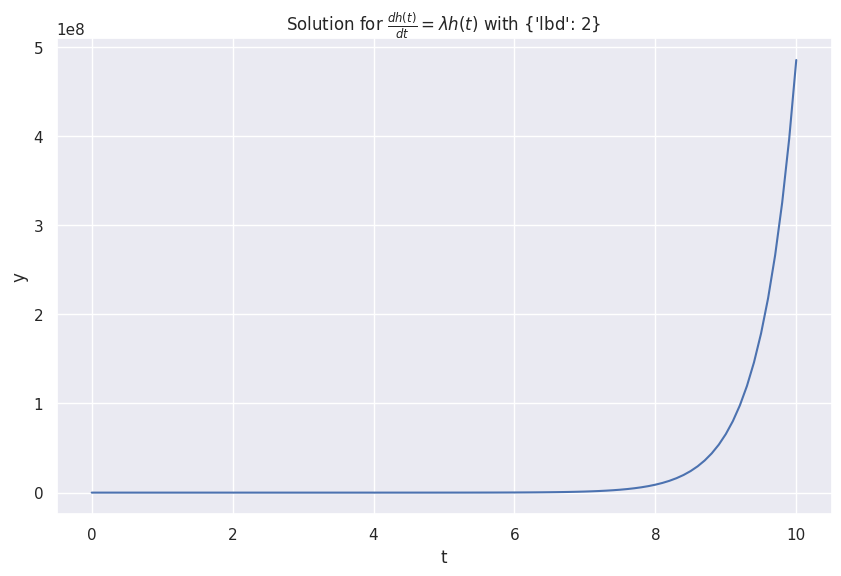 Solution for $\frac{dh(t)}{dt} = \lambda h(t)$ with {'lbd': 2}
1e8
5
4
3
2
1
0
y
0 2 4 6 8 10
t